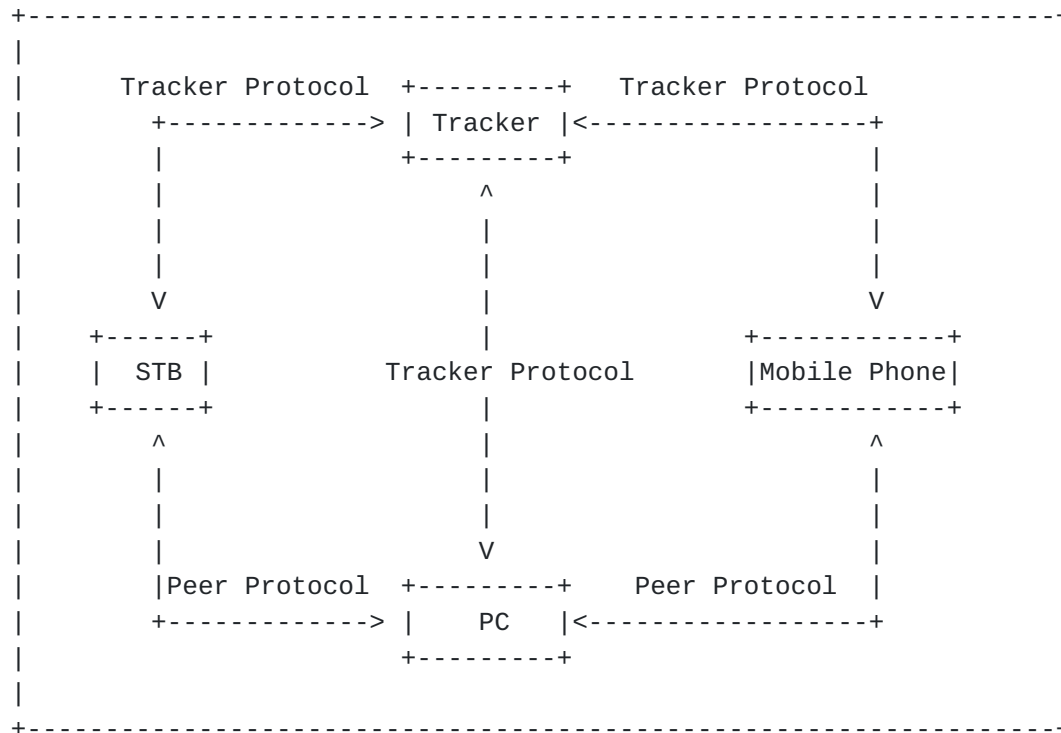 Tracker Protocol Tracker Protocol
Tracker
STB Tracker Protocol Mobile Phone
Peer Protocol Peer Protocol
PC